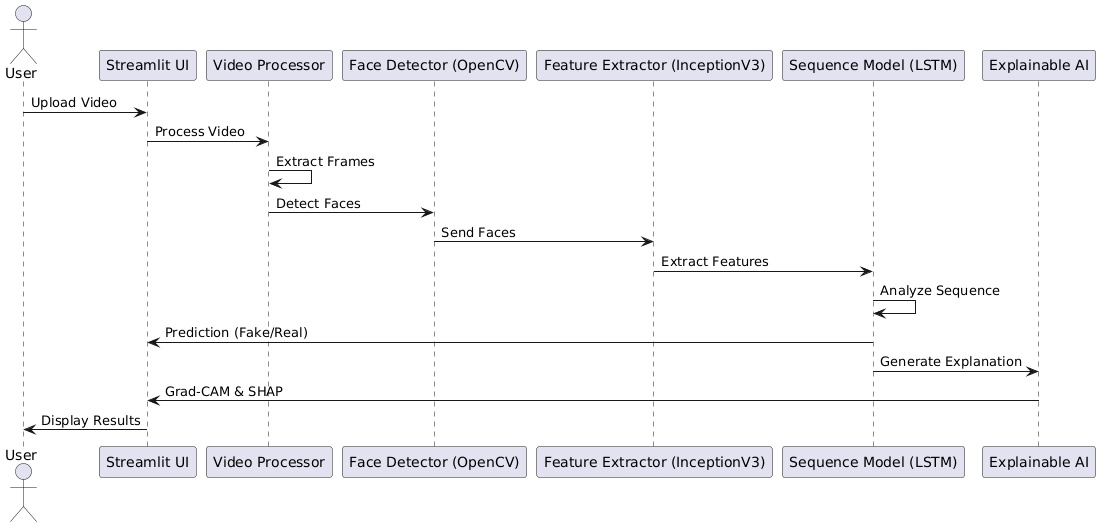 User
Streamlit UI
Video Processor
Face Detector (OpenCV)
Feature Extractor (InceptionV3)
Sequence Model (LSTM)
Explainable AI
Upload Video
Process Video
Extract Frames
Detect Faces
Send Faces
Extract Features
Analyze Sequence
Prediction (Fake/Real)
Generate Explanation
Grad-CAM & SHAP
Display Results
User
Streamlit UI
Video Processor
Face Detector (OpenCV)
Feature Extractor (InceptionV3)
Sequence Model (LSTM)
Explainable AI